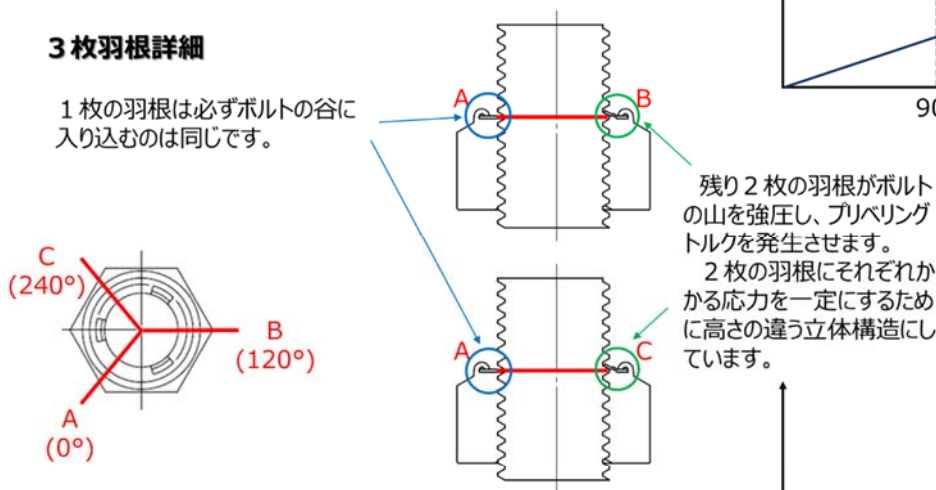 3枚羽根詳細
1枚の羽根は必ずボルトの谷に
入り込むのは同じです。
A
B
90
残り2枚の羽根がボルト
の山を強圧し、プリベリング
トルクを発生させます。
2枚の羽根にそれぞれか
かる応力を一定にするため
に高さの違う立体構造にし
ています。
A
C
C
(240°)
B
(120°)
A
(0°)